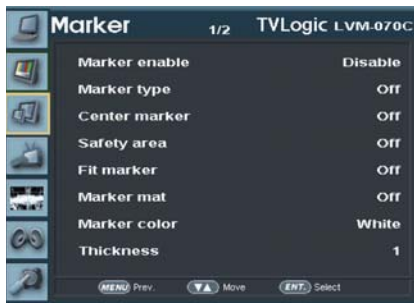 Marker 1/2 TVLogic LVM-070C
Marker enable Disable
Marker type Off
Center marker Off
Safety area Off
Fit marker Off
Marker mat Off
Marker color White
Thickness 1
MENU Prev. ▼▲ Move ENT. Select